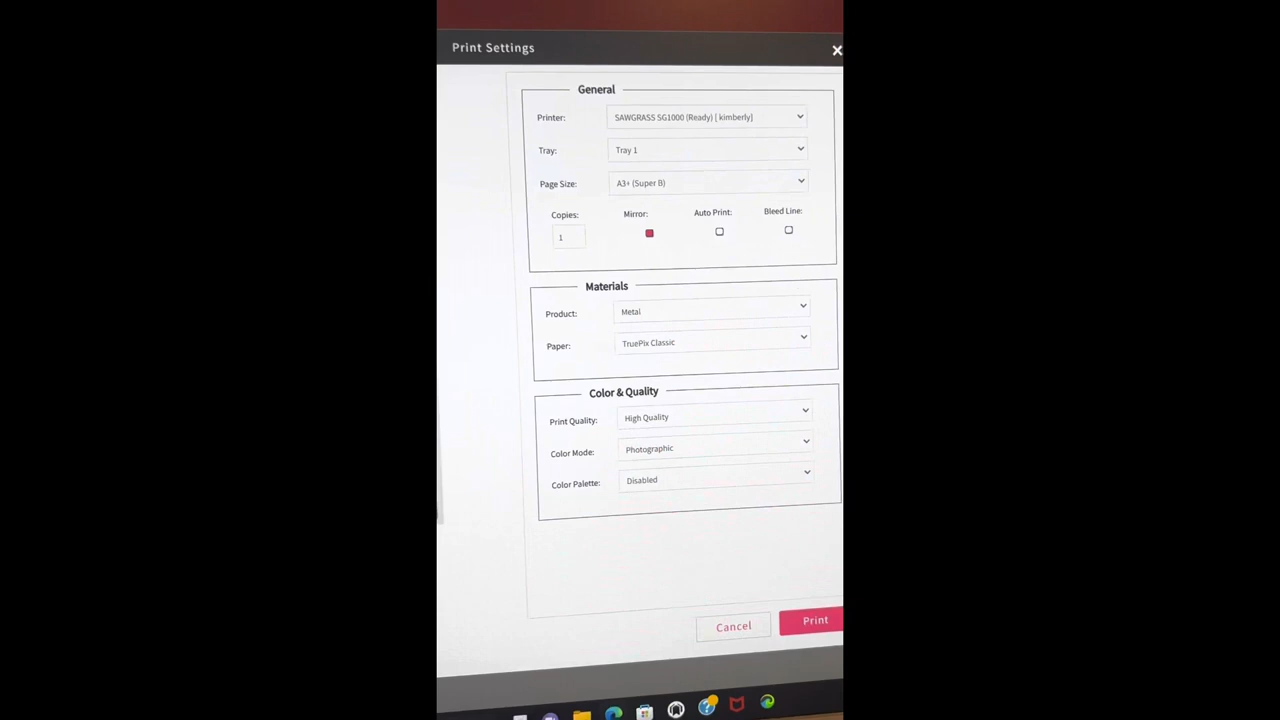 Print Settings
General
Printer: SAWGRASS SG1000 (Ready) [ kimberly]
Tray: Tray 1
Page Size: A3+ (Super B)
Copies: Mirror: Auto Print: Bleed Line:
1
Materials
Product: Metal
Paper: TruePix Classic
Color & Quality
Print Quality: High Quality
Color Mode: Photographic
Color Palette: Disabled
Cancel Print